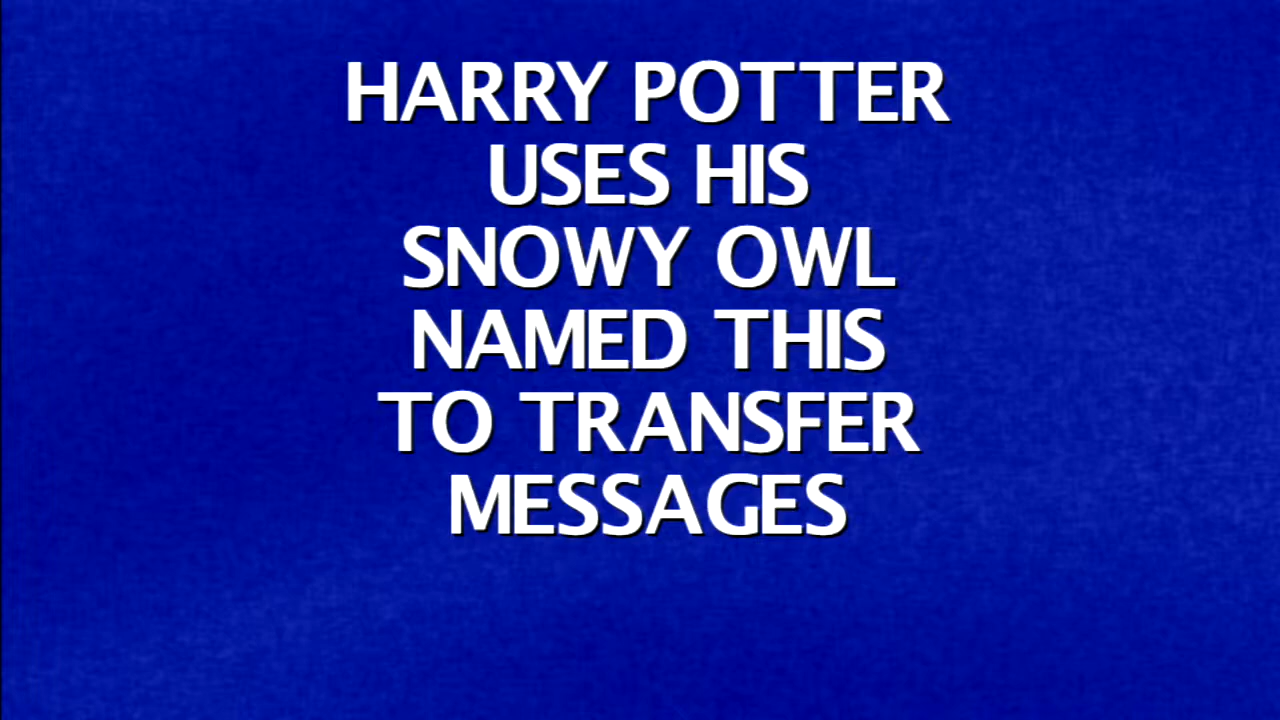 HARRY POTTER
USES HIS
SNOWY OWL
NAMED THIS
TO TRANSFER
MESSAGES